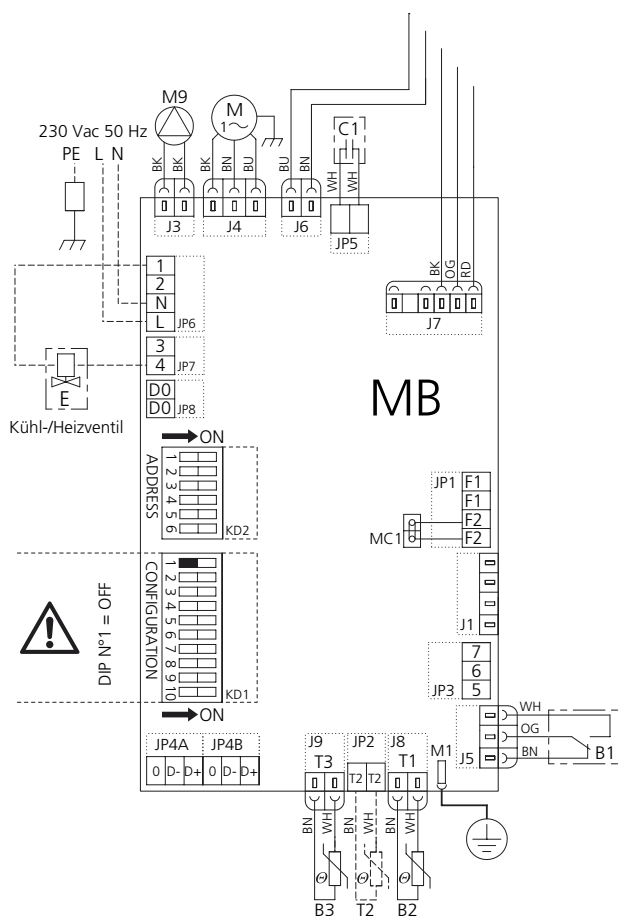 M9
M
1~
C1
230 Vac 50 Hz
PE L N
BK BK BK BN BU BU BN WH WH
J3 J4 J6 JP5
BK OG RD
J7
1
2
N
L JP6
3
4 JP7
D0
D0 JP8
E
Kühl-/Heizventil
MB
ON
ADDRESS
1 2 3 4 5 6
KD2
JP1 F1
F1
F2
F2
MC1
J1
DIP N°1 = OFF
CONFIGURATION
1 2 3 4 5 6 7 8 9 10
KD1
ON
7
6
JP3 5
WH
OG
BN
J5 B1
JP4A JP4B
0 D- D+ 0 D- D+
J9 JP2 J8 M1
T3 T2 T2 T1
BN WH BN WH BN WH
Θ Θ Θ
B3 T2 B2